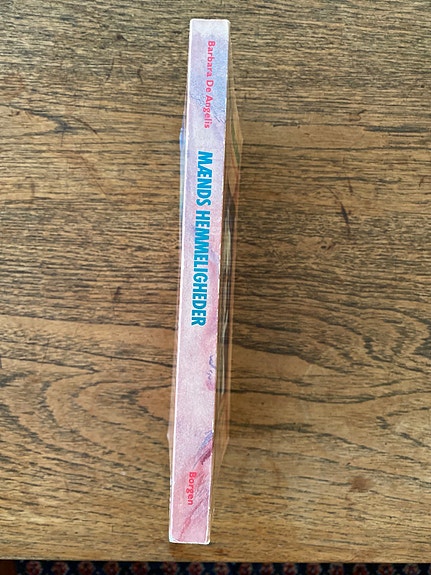 Barbara De Angelis
MÆNDS HEMMELIGHEDER
Borgen